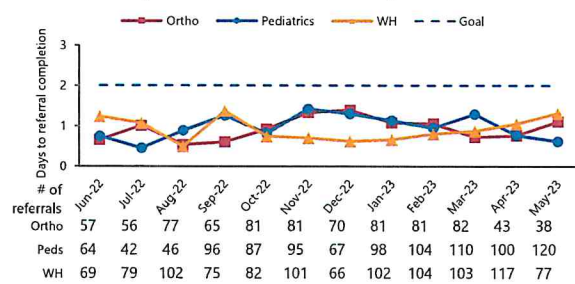 Ortho Pediatrics WH Goal
Days to referral completion
3
2
1
0
# of
referrals
Jun-22 Jul-22 Aug-22 Sep-22 Oct-22 Nov-22 Dec-22 Jan-23 Feb-23 Mar-23 Apr-23 May-23
Ortho 57 56 77 65 81 81 70 81 81 82 43 38
Peds 64 42 46 96 87 95 67 98 104 110 100 120
WH 69 79 102 75 82 101 66 102 104 103 117 77